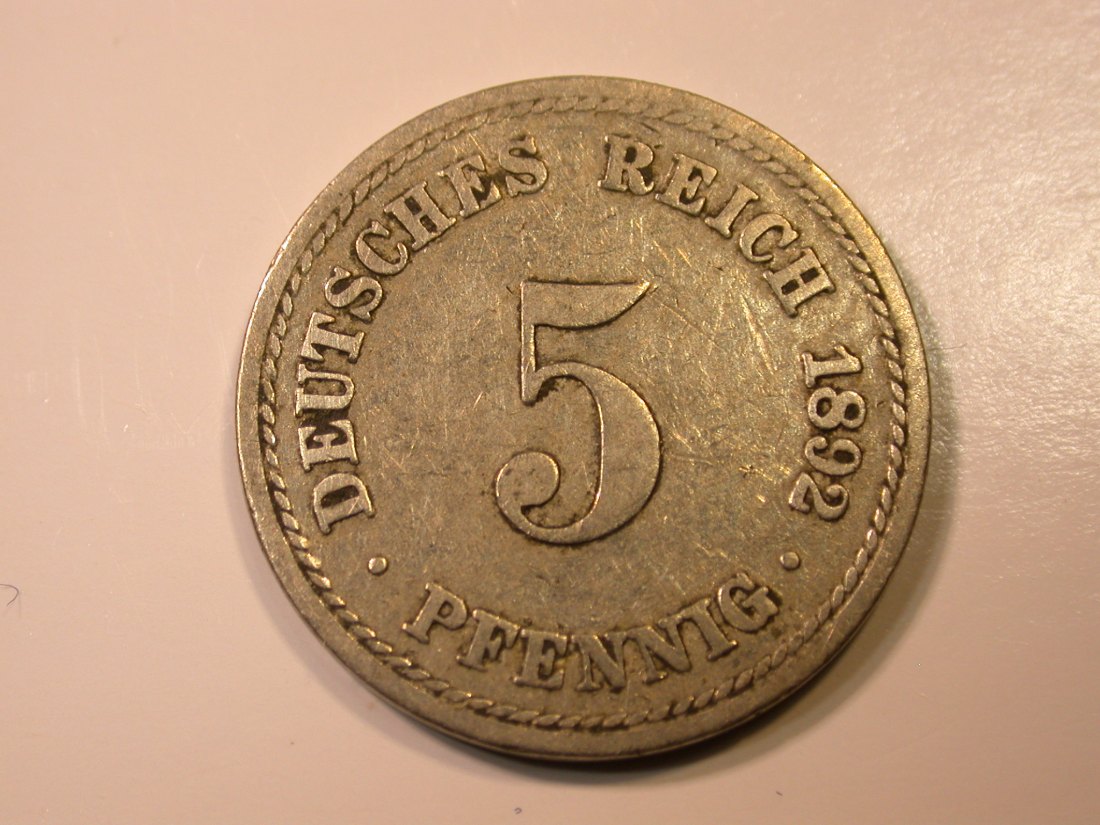 DEUTSCHES REICH 1892
5
· PFENNIG ·